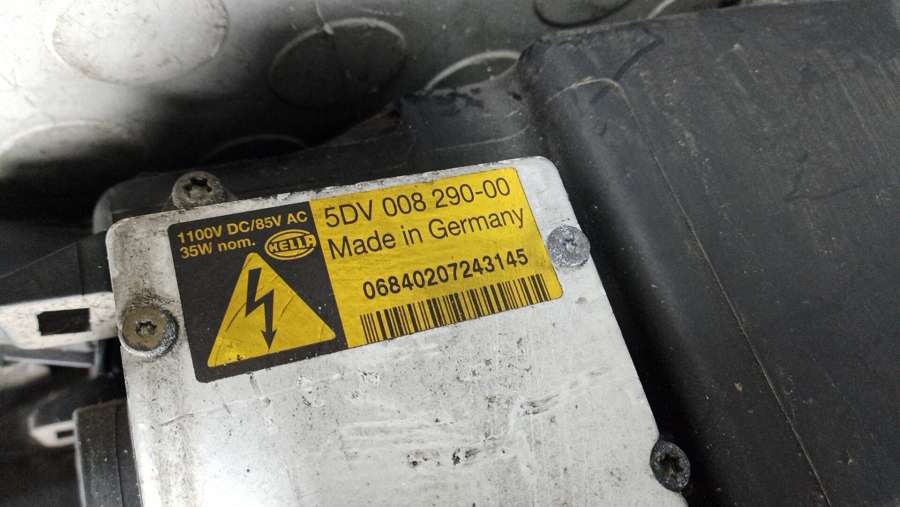 1100V DC/85V AC
35W nom.
HELLA
5DV 008 290-00
Made in Germany
06840207243145